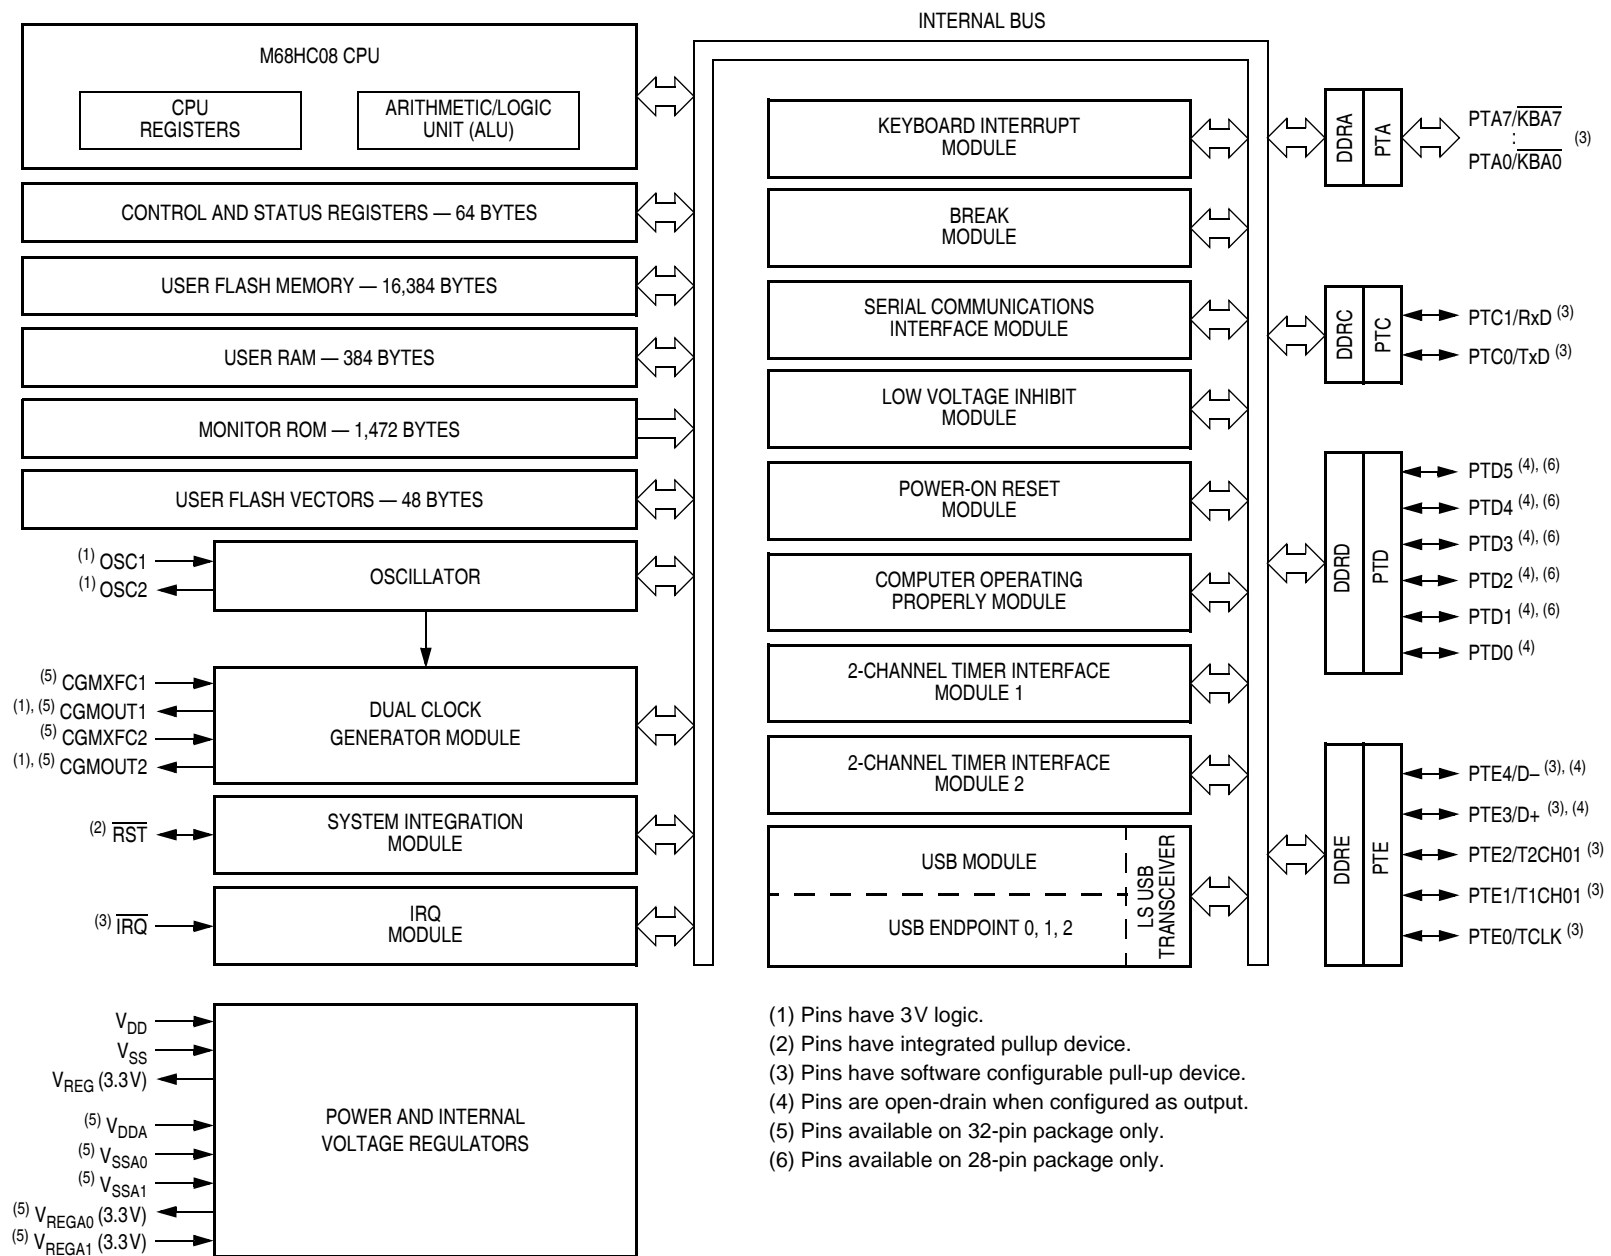 INTERNAL BUS
M68HC08 CPU
CPU
REGISTERS
ARITHMETIC/LOGIC
UNIT (ALU)
CONTROL AND STATUS REGISTERS — 64 BYTES
USER FLASH MEMORY — 16,384 BYTES
USER RAM — 384 BYTES
MONITOR ROM — 1,472 BYTES
USER FLASH VECTORS — 48 BYTES
(1) OSC1
(1) OSC2
OSCILLATOR
(5) CGMXFC1
(1), (5) CGMOUT1
(5) CGMXFC2
(1), (5) CGMOUT2
DUAL CLOCK
GENERATOR MODULE
(2) RST
SYSTEM INTEGRATION
MODULE
(3) IRQ
IRQ
MODULE
VDD
VSS
VREG (3.3V)
(5) VDDA
(5) VSSA0
(5) VSSA1
(5) VREGA0 (3.3V)
(5) VREGA1 (3.3V)
POWER AND INTERNAL
VOLTAGE REGULATORS
KEYBOARD INTERRUPT
MODULE
BREAK
MODULE
SERIAL COMMUNICATIONS
INTERFACE MODULE
LOW VOLTAGE INHIBIT
MODULE
POWER-ON RESET
MODULE
COMPUTER OPERATING
PROPERLY MODULE
2-CHANNEL TIMER INTERFACE
MODULE 1
2-CHANNEL TIMER INTERFACE
MODULE 2
USB MODULE
USB ENDPOINT 0, 1, 2
LS USB
TRANSCEIVER
DDRA
PTA
PTA7/KBA7
:
PTA0/KBA0
(3)
DDRC
PTC
PTC1/RxD (3)
PTC0/TxD (3)
DDRD
PTD
PTD5 (4), (6)
PTD4 (4), (6)
PTD3 (4), (6)
PTD2 (4), (6)
PTD1 (4), (6)
PTD0 (4)
DDRE
PTE
PTE4/D– (3), (4)
PTE3/D+ (3), (4)
PTE2/T2CH01 (3)
PTE1/T1CH01 (3)
PTE0/TCLK (3)
(1) Pins have 3V logic.
(2) Pins have integrated pullup device.
(3) Pins have software configurable pull-up device.
(4) Pins are open-drain when configured as output.
(5) Pins available on 32-pin package only.
(6) Pins available on 28-pin package only.